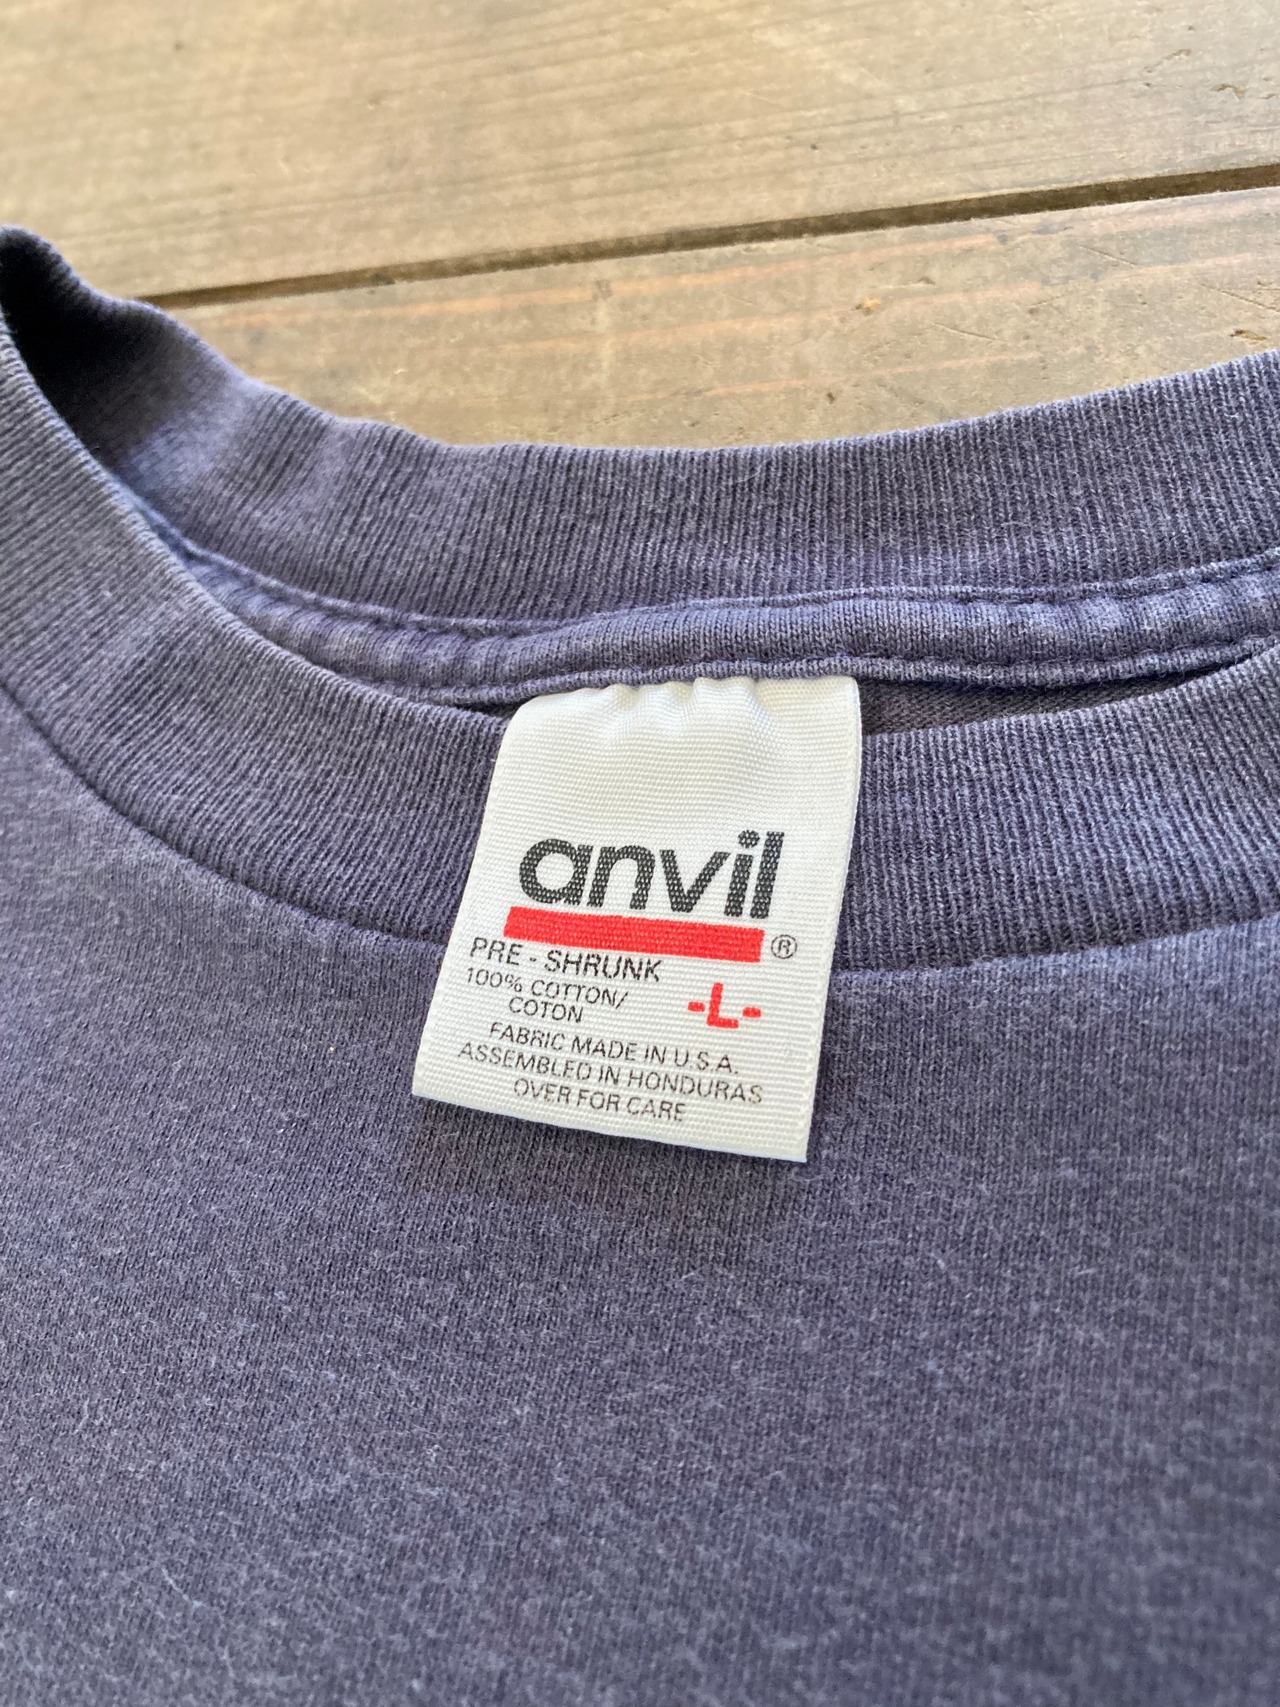 anvil ®
PRE-SHRUNK
100% COTTON/
COTON
-L-
FABRIC MADE IN U.S.A.
ASSEMBLED IN HONDURAS
OVER FOR CARE